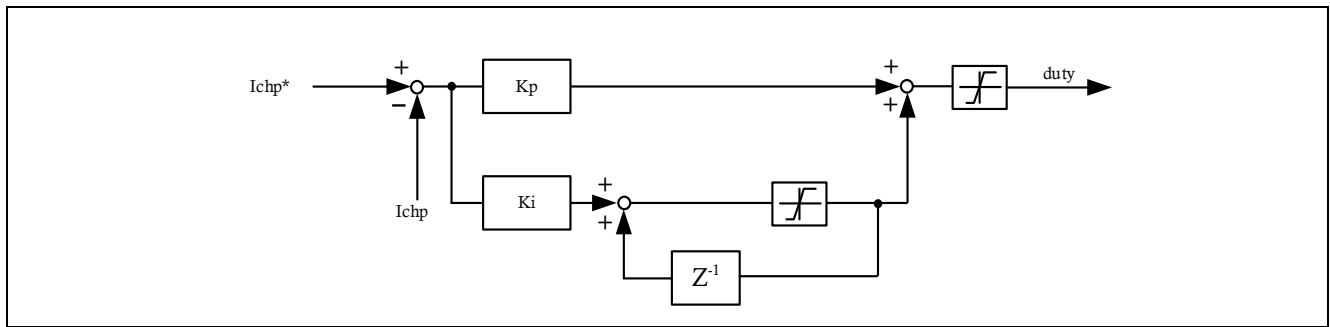 Ichp*
+
−
Kp
+
+
duty
Ichp
Ki
+
+
Z⁻¹